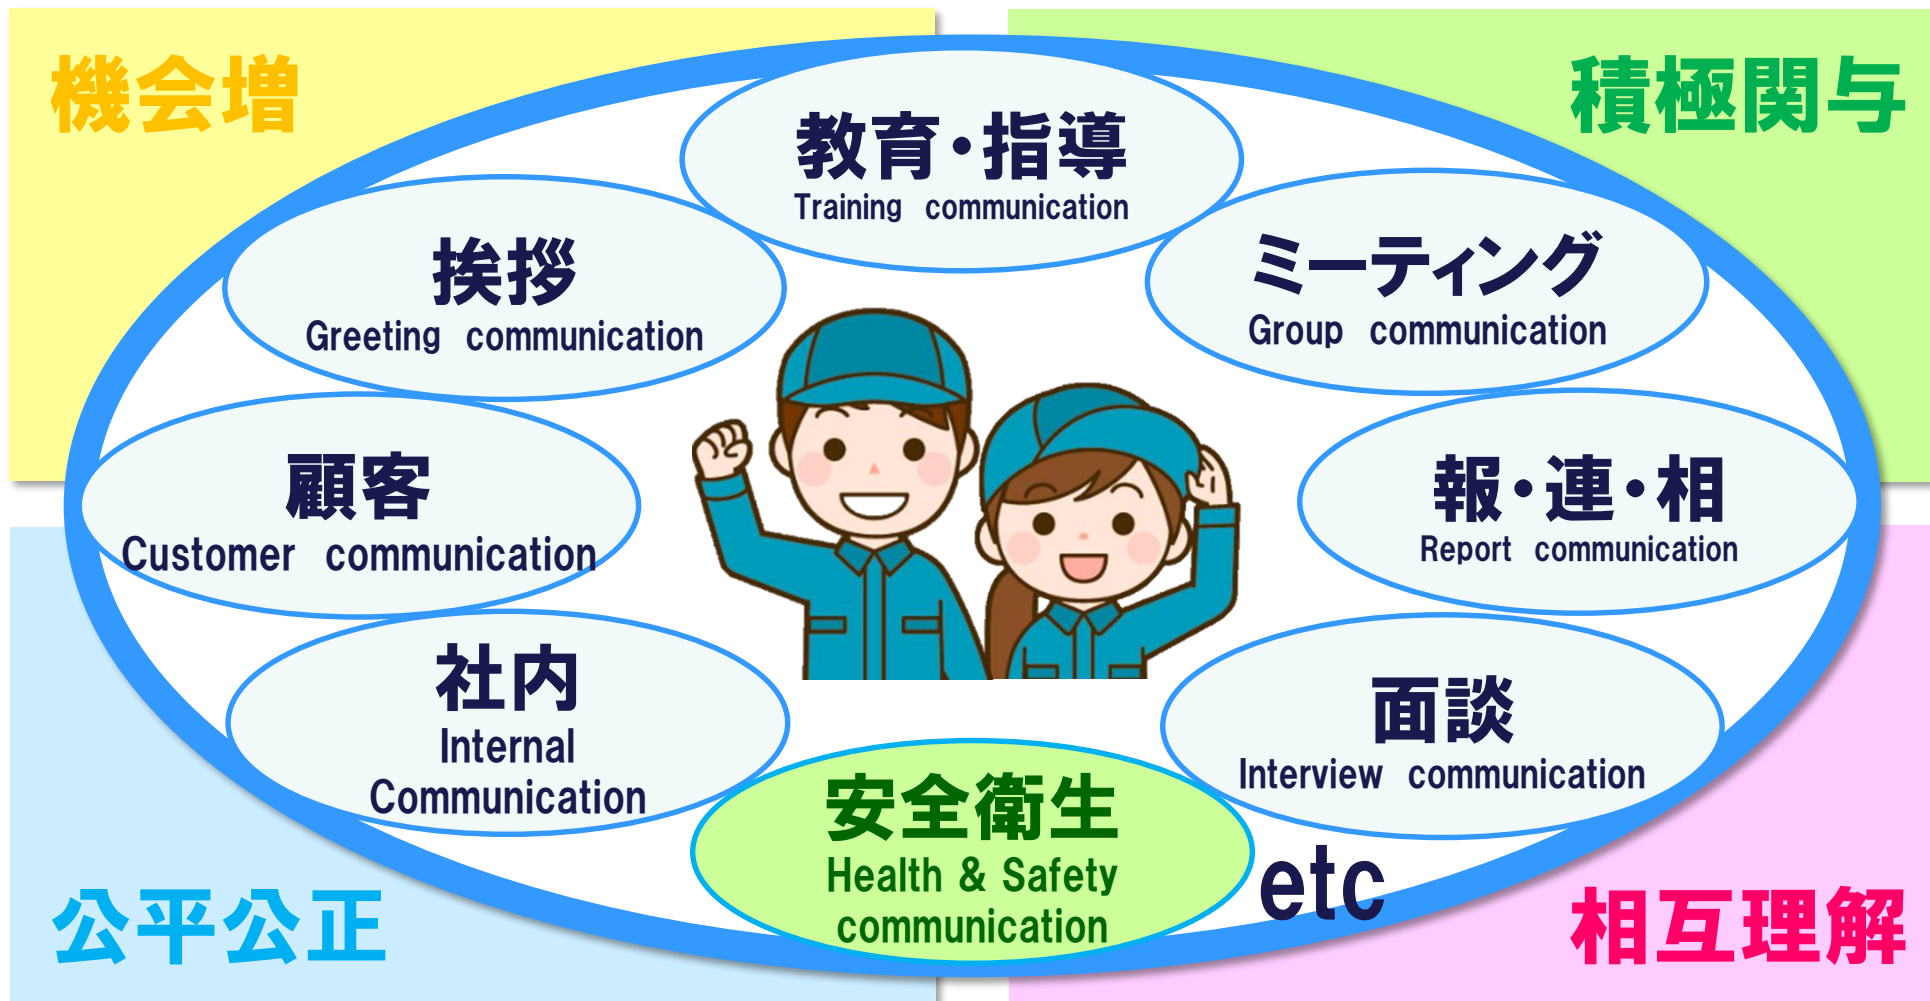 機会増
積極関与
教育・指導
Training communication
挨拶
Greeting communication
ミーティング
Group communication
顧客
Customer communication
報・連・相
Report communication
社内
Internal
Communication
面談
Interview communication
安全衛生
Health & Safety
communication
etc
公平公正
相互理解